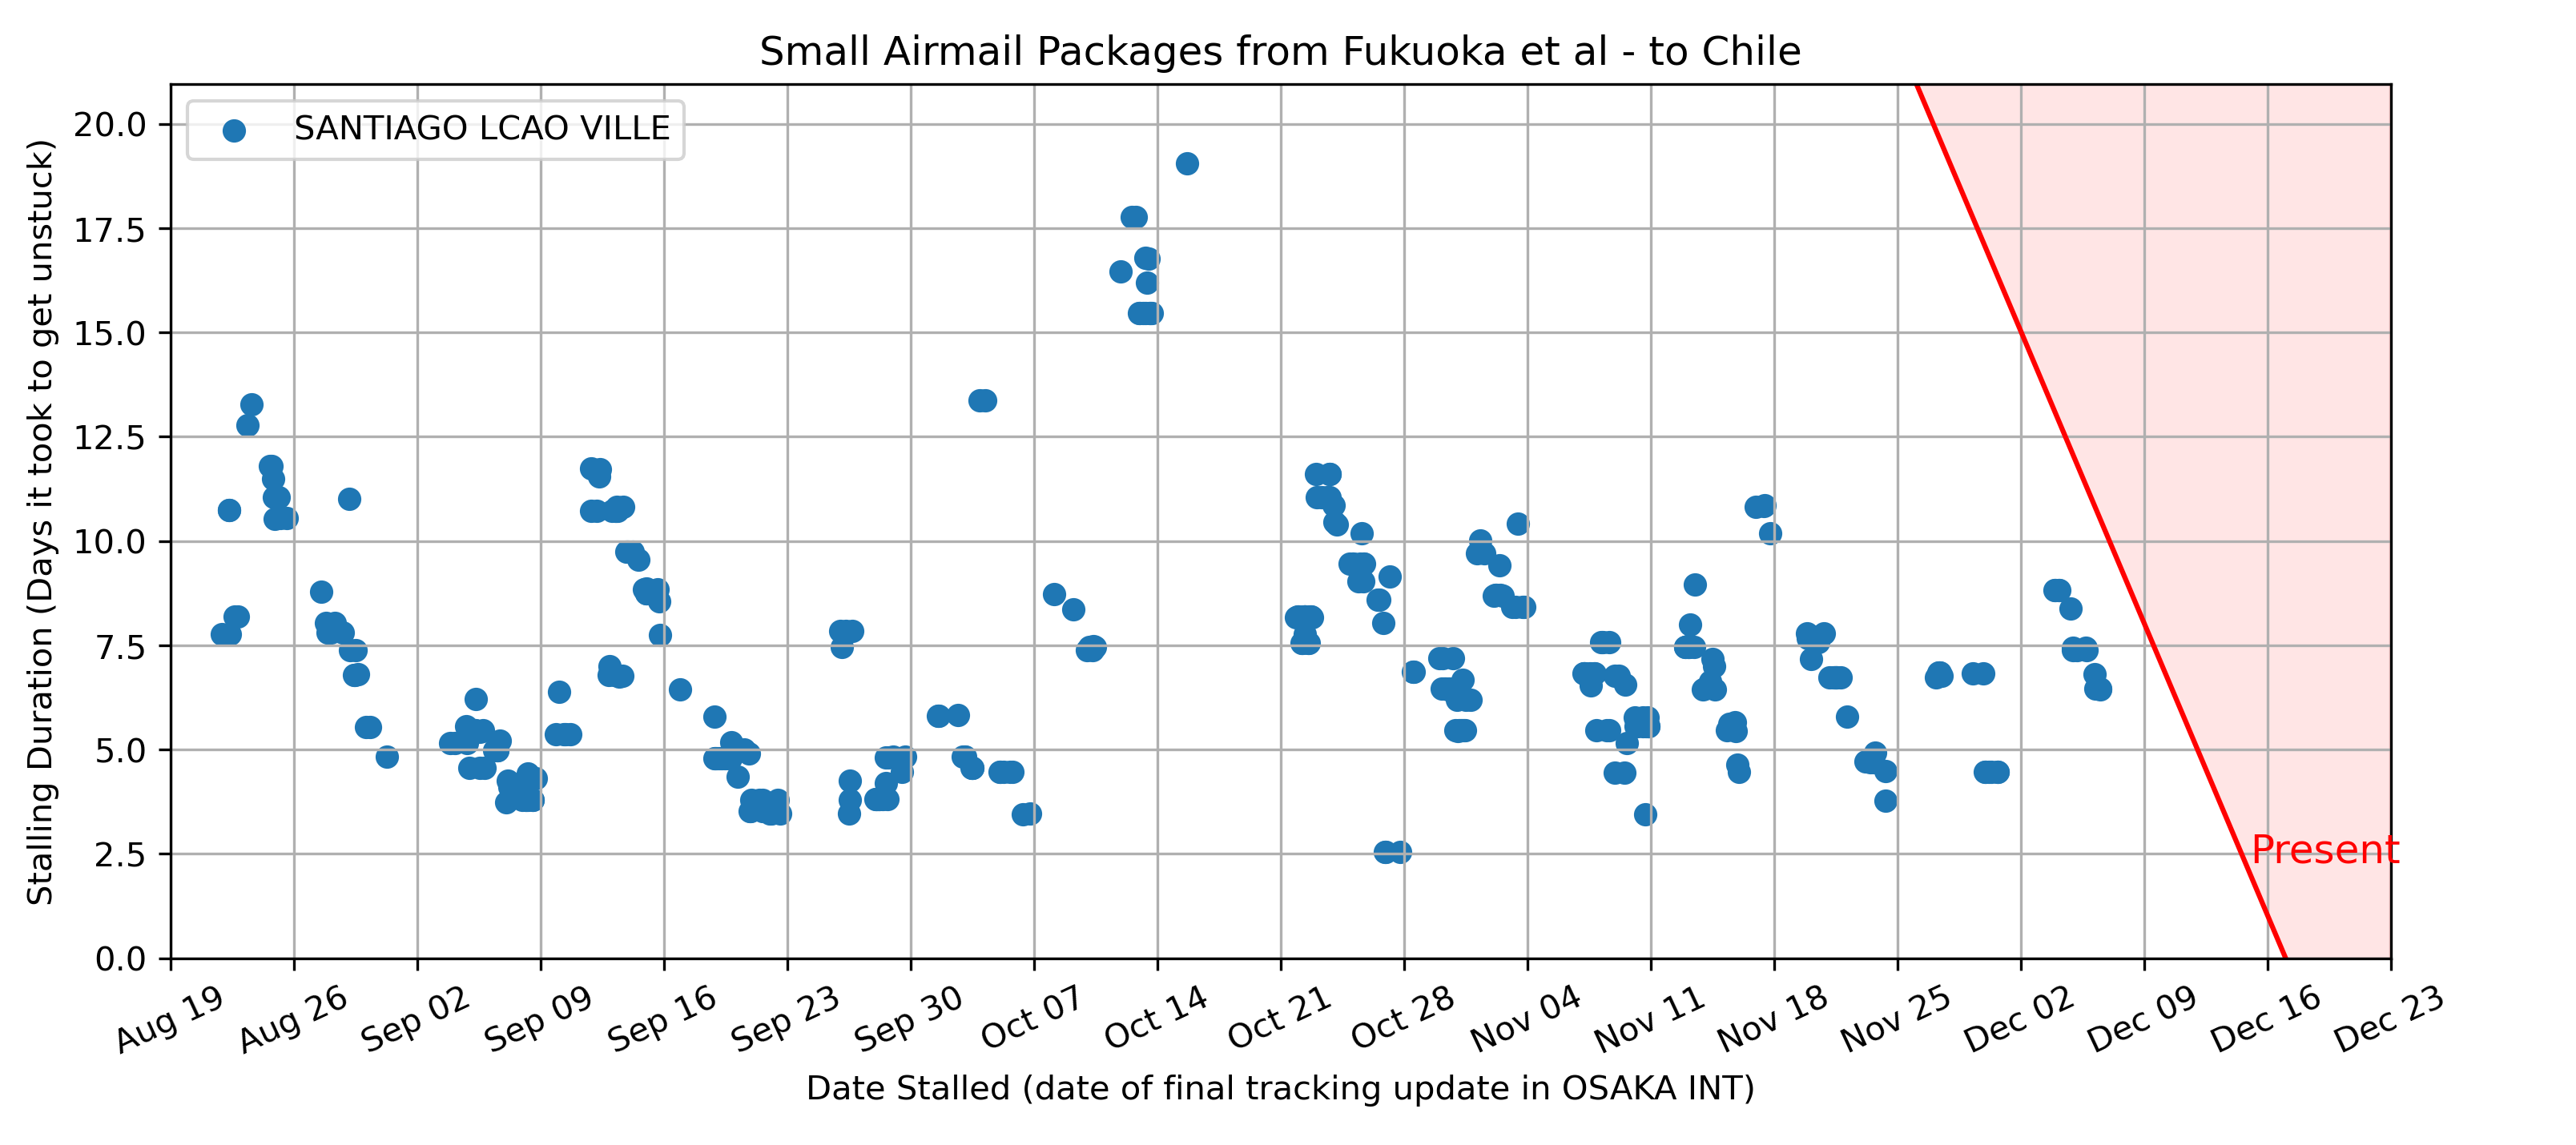 Small Airmail Packages from Fukuoka et al - to Chile
SANTIAGO LCAO VILLE
Stalling Duration (Days it took to get unstuck)
20.0
17.5
15.0
12.5
10.0
7.5
5.0
2.5
0.0
Present
Aug 19 Aug 26 Sep 02 Sep 09 Sep 16 Sep 23 Sep 30 Oct 07 Oct 14 Oct 21 Oct 28 Nov 04 Nov 11 Nov 18 Nov 25 Dec 02 Dec 09 Dec 16 Dec 23
Date Stalled (date of final tracking update in OSAKA INT)